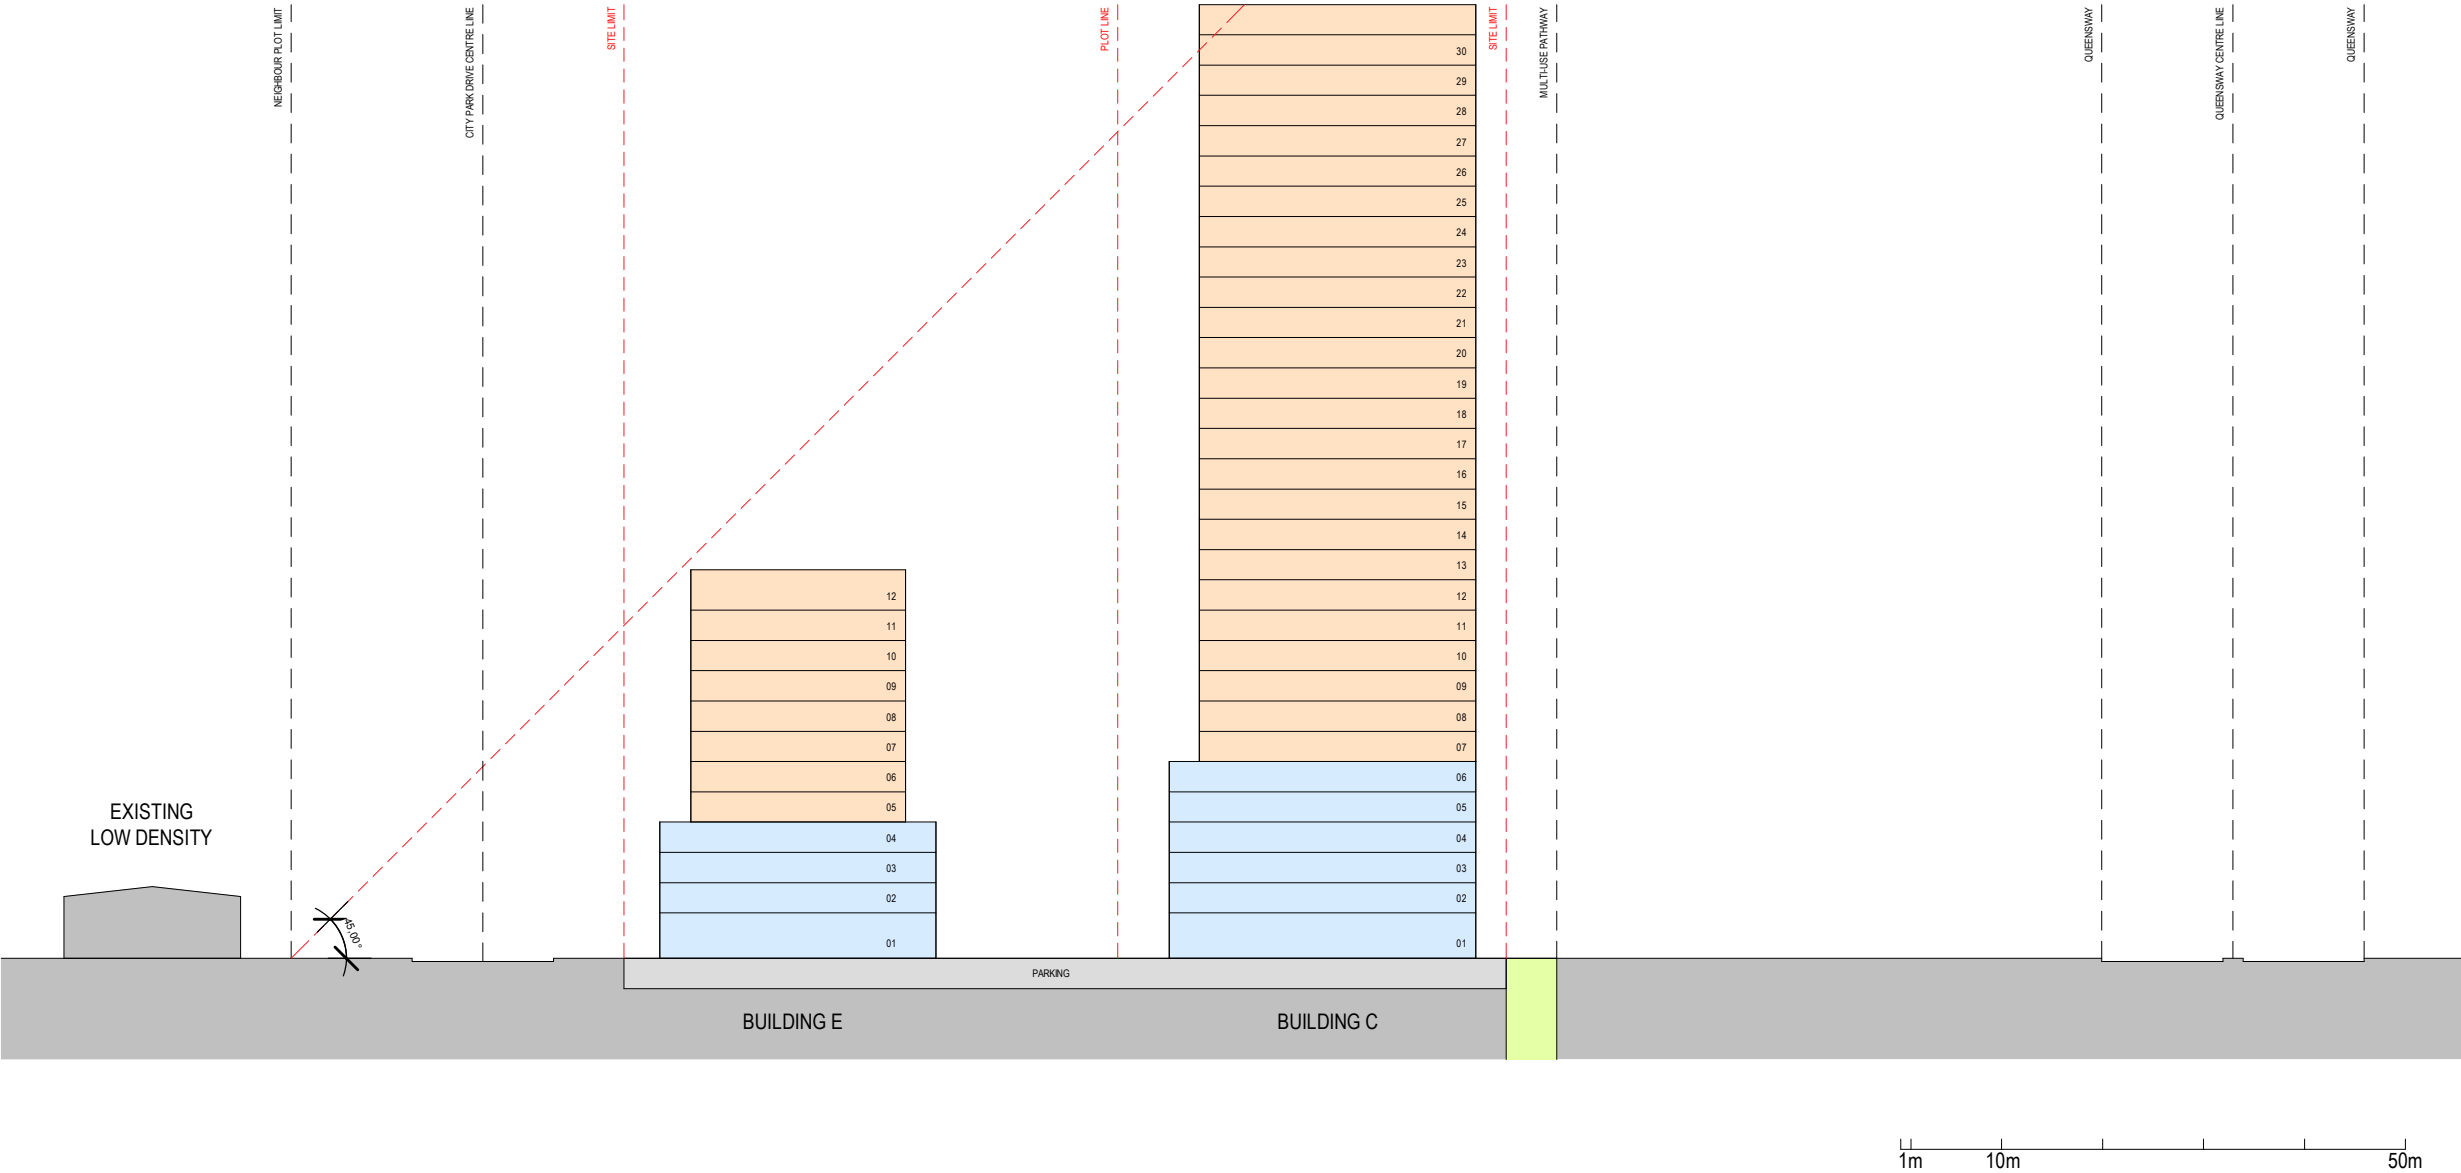 NEIGHBOUR PLOT LIMIT
CITY PARK DRIVE CENTRE LINE
SITE LIMIT
PLOT LINE
SITE LIMIT
MULTI-USE PATHWAY
QUEENSWAY
QUEENSWAY CENTRE LINE
QUEENSWAY
30
29
28
27
26
25
24
23
22
21
20
19
18
17
16
15
14
13
12
11
10
09
08
07
06
05
04
03
02
01
12
11
10
09
08
07
06
05
04
03
02
01
EXISTING
LOW DENSITY
45,00°
PARKING
BUILDING E
BUILDING C
1m
10m
50m